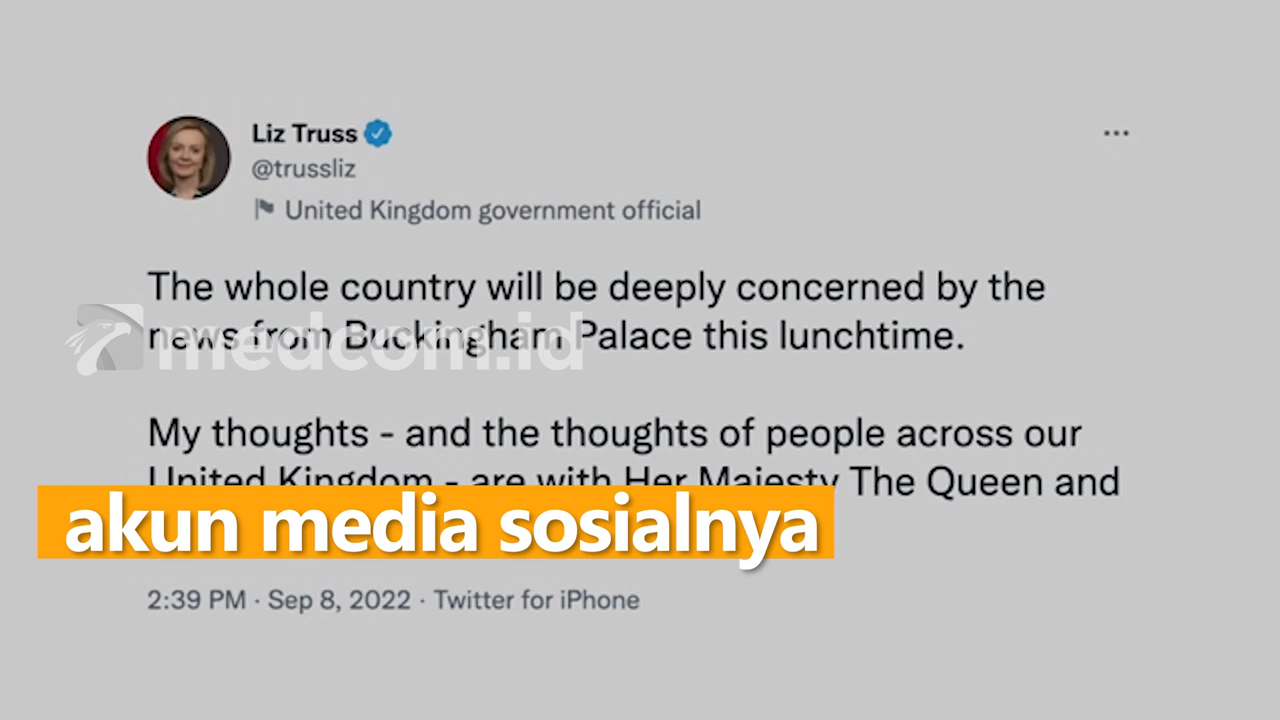 Liz Truss
@trussliz
United Kingdom government official
The whole country will be deeply concerned by the
news from Buckingham Palace this lunchtime.
medcom.id
My thoughts - and the thoughts of people across our
United Kingdom - are with Her Majesty The Queen and
akun media sosialnya
2:39 PM · Sep 8, 2022 · Twitter for iPhone